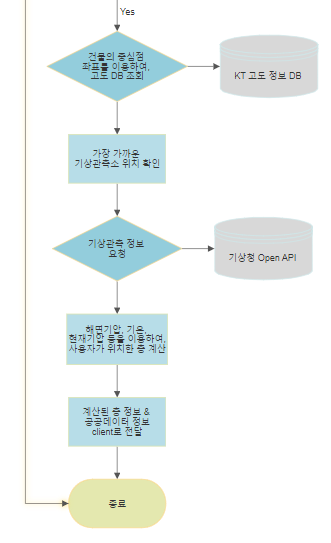 Yes
건물의 중심점
좌표를 이용하여,
고도 DB 조회
KT 고도 정보 DB
가장 가까운
기상관측소 위치 확인
기상관측 정보
요청
기상청 Open API
해면기압, 기온,
현재기압 등을 이용하여,
사용자가 위치한 층 계산
계산된 층 정보 &
공공데이터 정보
client로 전달
종료